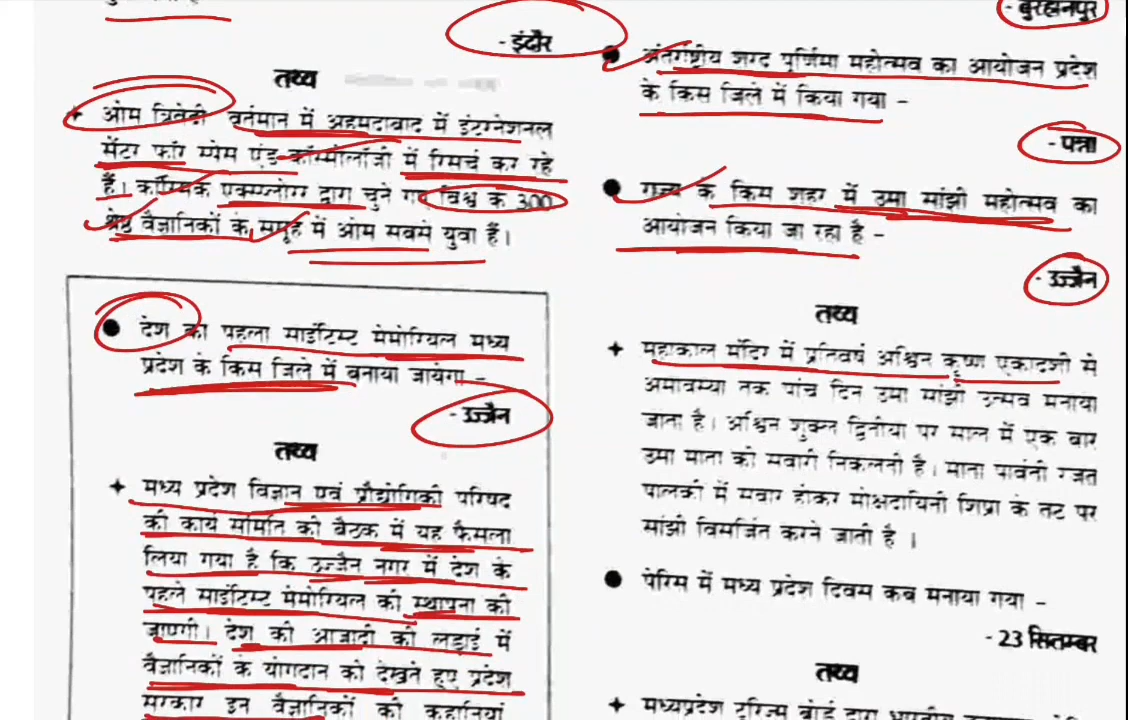 - इंदौर
तथ्य
ओम त्रिवेदी वर्तमान में अहमदाबाद में इंटरनेशनल
सेंटर फॉर स्पेस एंड कॉस्मोलॉजी में रिसर्च कर रहे
हैं। कॉस्मिक एक्सप्लोरर द्वारा चुने गए विश्व के 300
श्रेष्ठ वैज्ञानिकों के समूह में ओम सबसे युवा हैं।
● देश का पहला साइंटिस्ट मेमोरियल मध्य
प्रदेश के किस जिले में बनाया जायेगा -
- उज्जैन
तथ्य
मध्य प्रदेश विज्ञान एवं प्रौद्योगिकी परिषद
की कार्य समिति की बैठक में यह फैसला
लिया गया है कि उज्जैन नगर में देश के
पहले साइंटिस्ट मेमोरियल की स्थापना की
जाएगी। देश की आजादी की लड़ाई में
वैज्ञानिकों के योगदान को देखते हुए प्रदेश
सरकार इन वैज्ञानिकों की कहानियां
- बुरहानपुर
● अंतर्राष्ट्रीय शरद पूर्णिमा महोत्सव का आयोजन प्रदेश
के किस जिले में किया गया -
- पन्ना
● राज्य के किस शहर में उमा सांझी महोत्सव का
आयोजन किया जा रहा है -
- उज्जैन
तथ्य
महाकाल मंदिर में प्रतिवर्ष अश्विन कृष्ण एकादशी से
अमावस्या तक पांच दिन उमा सांझी उत्सव मनाया
जाता है। अश्विन शुक्ल द्वितीया पर साल में एक बार
उमा माता की सवारी निकलती है। माता पार्वती रजत
पालकी में सवार होकर मोक्षदायिनी शिप्रा के तट पर
सांझी विसर्जित करने जाती है ।
● पेरिस में मध्य प्रदेश दिवस कब मनाया गया -
- 23 सितम्बर
तथ्य
मध्यप्रदेश टूरिज्म बोर्ड द्वारा भारतीय